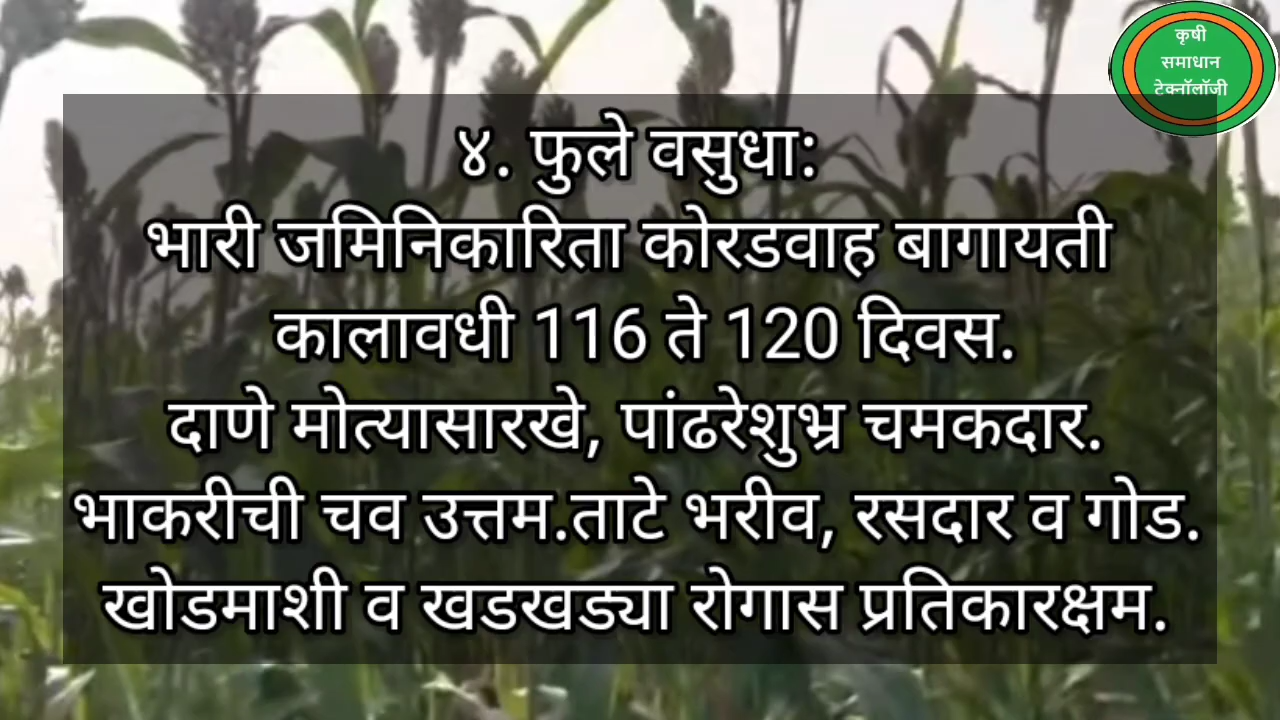 कृषी
समाधान
टेक्नॉलॉजी
४. फुले वसुधा:
भारी जमिनिकारिता कोरडवाह बागायती
कालावधी 116 ते 120 दिवस.
दाणे मोत्यासारखे, पांढरेशुभ्र चमकदार.
भाकरीची चव उत्तम.ताटे भरीव, रसदार व गोड.
खोडमाशी व खडखड्या रोगास प्रतिकारक्षम.